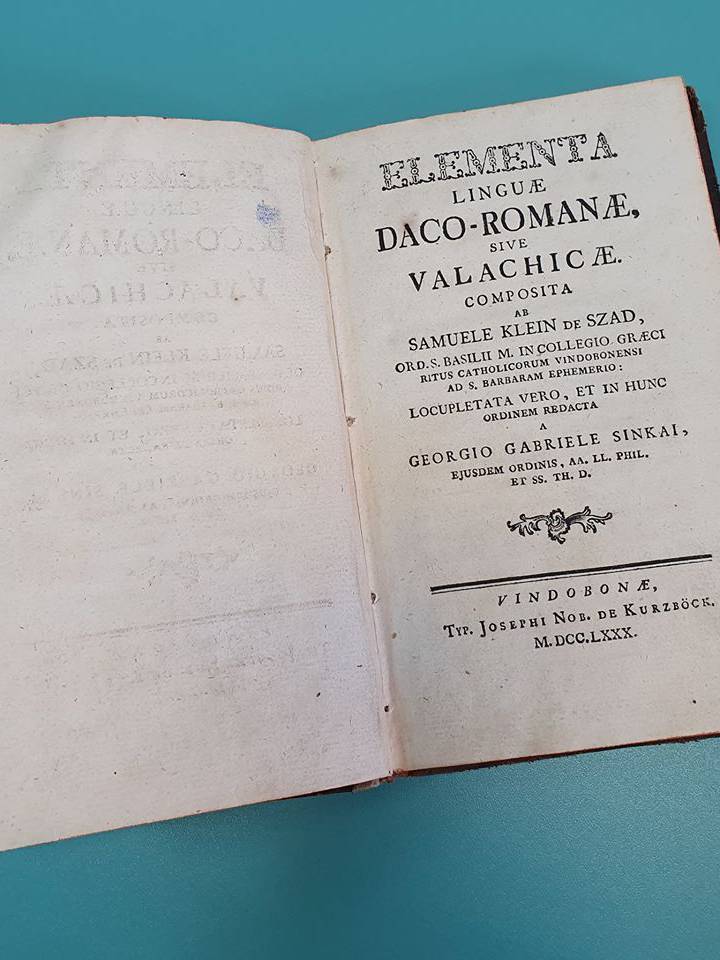 ELEMENTA
LINGUÆ
DACO-ROMANÆ,
SIVE
VALACHICÆ.
COMPOSITA
AB
SAMUELE KLEIN DE SZAD,
ORD. S. BASILII M. IN COLLEGIO GRÆCI
RITUS CATHOLICORUM VINDOBONENSI
AD S. BARBARAM EPHEMERIO:
LOCUPLETATA VERO, ET IN HUNC
ORDINEM REDACTA
A
GEORGIO GABRIELE SINKAI,
EJUSDEM ORDINIS, AA. LL. PHIL.
ET SS. TH. D.
VINDOBONÆ,
TYP. JOSEPHI NOB. DE KURZBÖCK.
M.DCC.LXXX.